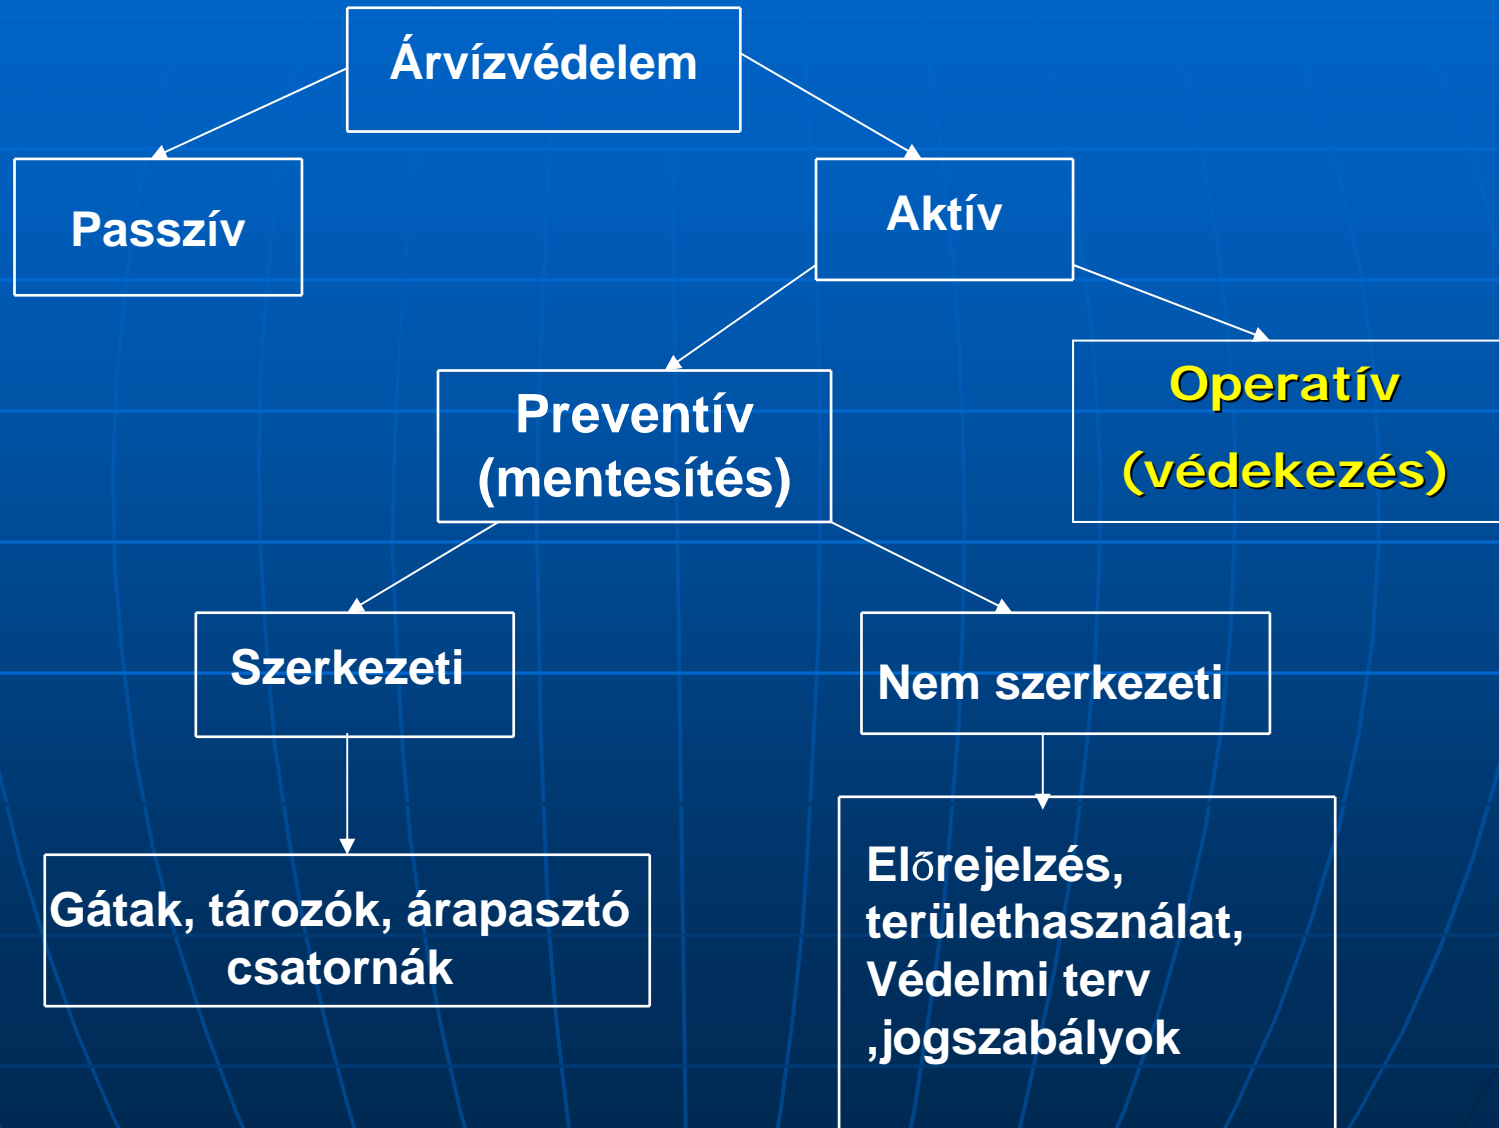 Árvízvédelem
Passzív
Aktív
Preventív
(mentesítés)
Operatív
(védekezés)
Szerkezeti
Nem szerkezeti
Gátak, tározók, árapasztó
csatornák
Előrejelzés,
területhasználat,
Védelmi terv
,jogszabályok